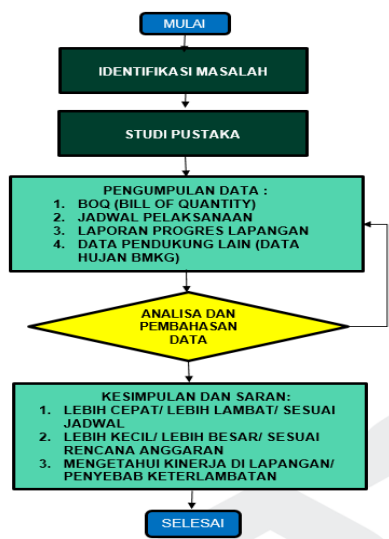 MULAI
IDENTIFIKASI MASALAH
STUDI PUSTAKA
PENGUMPULAN DATA :
1. BOQ (BILL OF QUANTITY)
2. JADWAL PELAKSANAAN
3. LAPORAN PROGRES LAPANGAN
4. DATA PENDUKUNG LAIN (DATA
HUJAN BMKG)
ANALISA DAN
PEMBAHASAN
DATA
KESIMPULAN DAN SARAN:
1. LEBIH CEPAT/ LEBIH LAMBAT/ SESUAI
JADWAL
2. LEBIH KECIL/ LEBIH BESAR/ SESUAI
RENCANA ANGGARAN
3. MENGETAHUI KINERJA DI LAPANGAN/
PENYEBAB KETERLAMBATAN
SELESAI